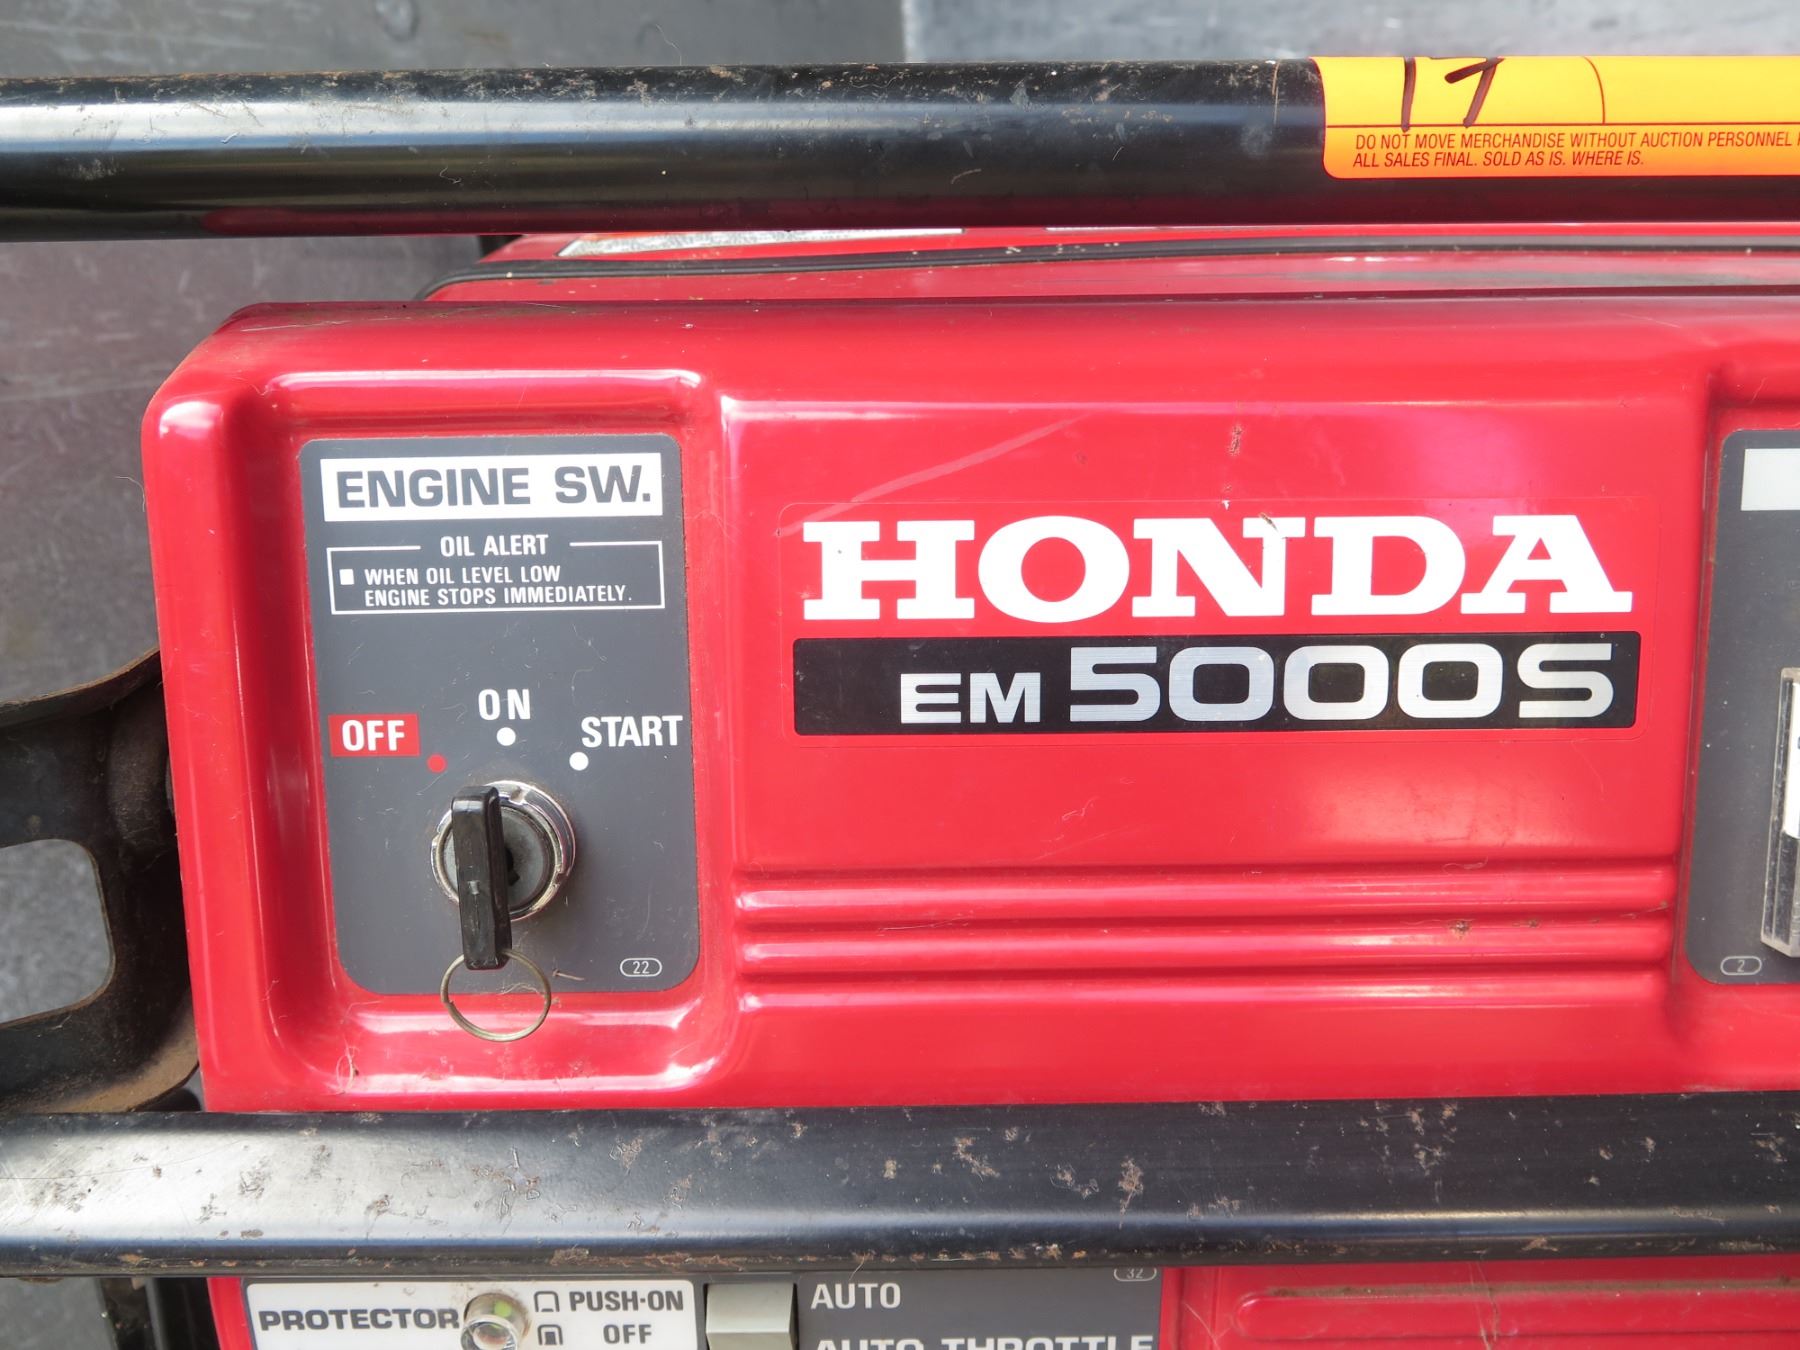 17
DO NOT MOVE MERCHANDISE WITHOUT AUCTION PERSONNEL
ALL SALES FINAL. SOLD AS IS. WHERE IS.
ENGINE SW.
OIL ALERT
WHEN OIL LEVEL LOW
ENGINE STOPS IMMEDIATELY.
OFF
ON
START
22
HONDA
EM 5000S
2
32
PROTECTOR
PUSH-ON
OFF
AUTO
AUTO THROTTLE